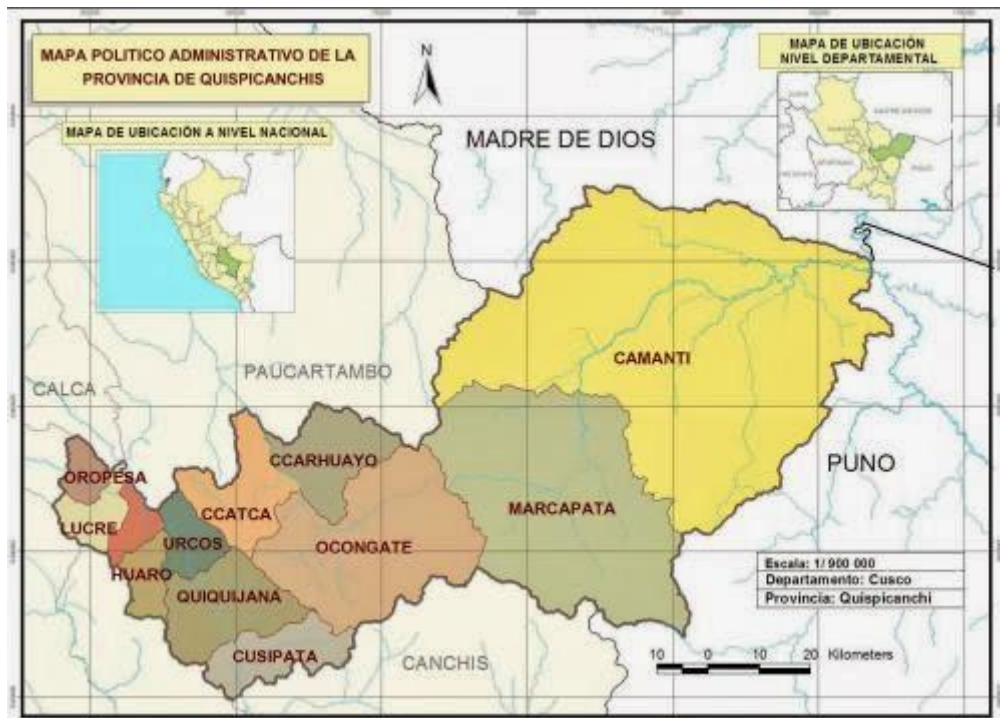 MAPA POLITICO ADMINISTRATIVO DE LA
PROVINCIA DE QUISPICANCHIS
N
MAPA DE UBICACIÓN
NIVEL DEPARTAMENTAL
MAPA DE UBICACIÓN A NIVEL NACIONAL
MADRE DE DIOS
CAMANTI
PAUCARTAMBO
CALCA
CCARHUAYO
PUNO
OROPESA
MARCAPATA
CCATCA
LUCRE
URCOS
OCONGATE
HUARO
QUIQUIJANA
Escala: 1/ 900 000
Departamento: Cusco
Provincia: Quispicanchi
CUSIPATA
CANCHIS
10 0 10 20 Kilometers